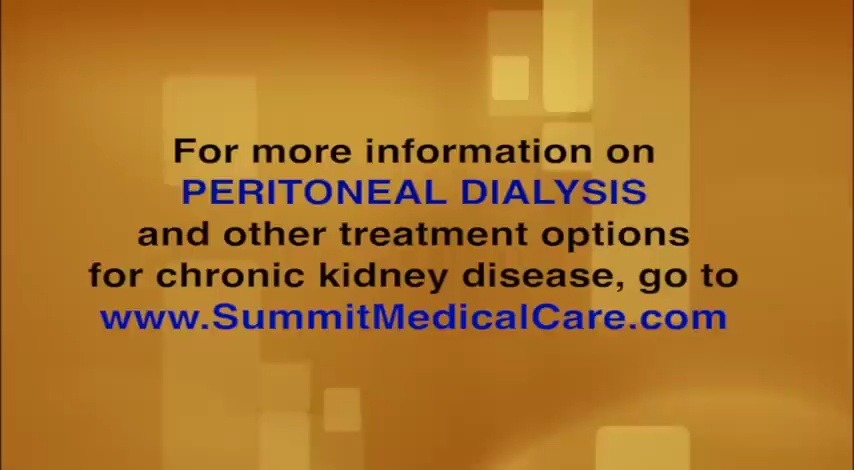 For more information on
PERITONEAL DIALYSIS
and other treatment options
for chronic kidney disease, go to
www.SummitMedicalCare.com